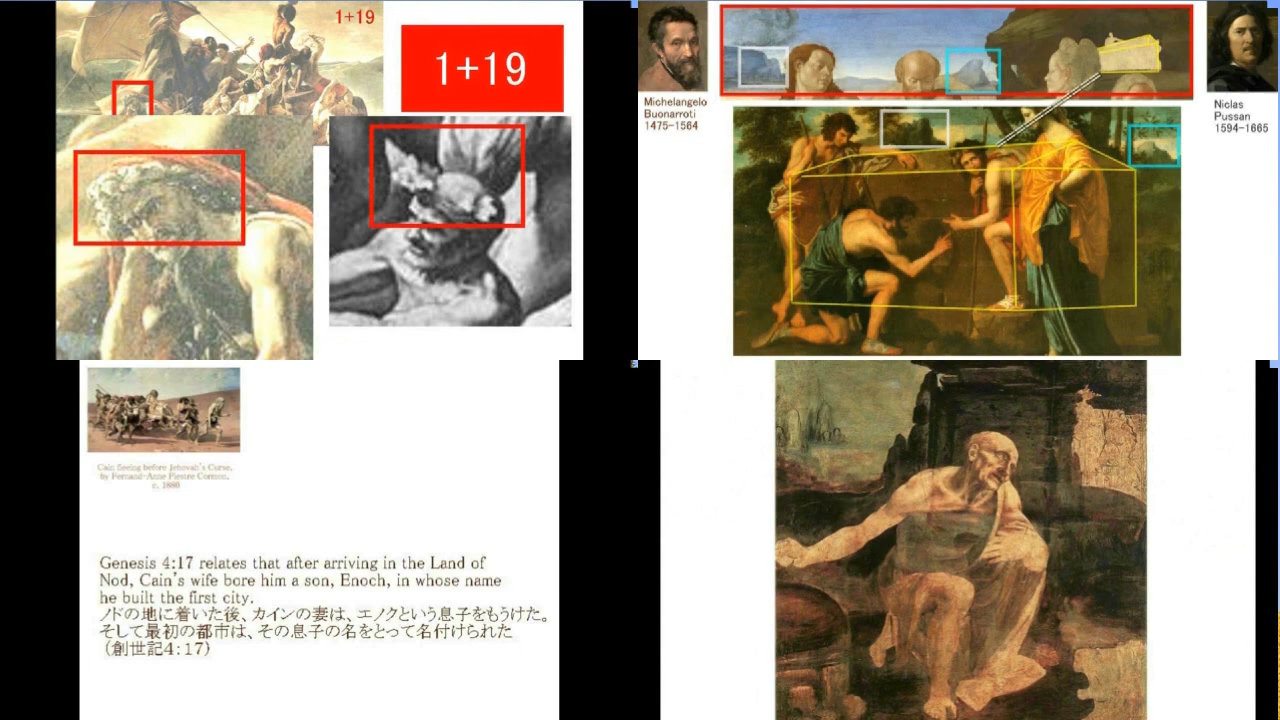 1+19
1+19
Michelangelo
Buonarroti
1475-1564
Niclas
Pussan
1594-1665
Cain fleeing before Jehovah's Curse,
by Fernand-Anne Piestre Cormon,
c. 1880
Genesis 4:17 relates that after arriving in the Land of
Nod, Cain's wife bore him a son, Enoch, in whose name
he built the first city.
ノドの地に着いた後、カインの妻は、エノクという息子をもうけた。
そして最初の都市は、その息子の名をとって名付けられた
(創世記4:17)